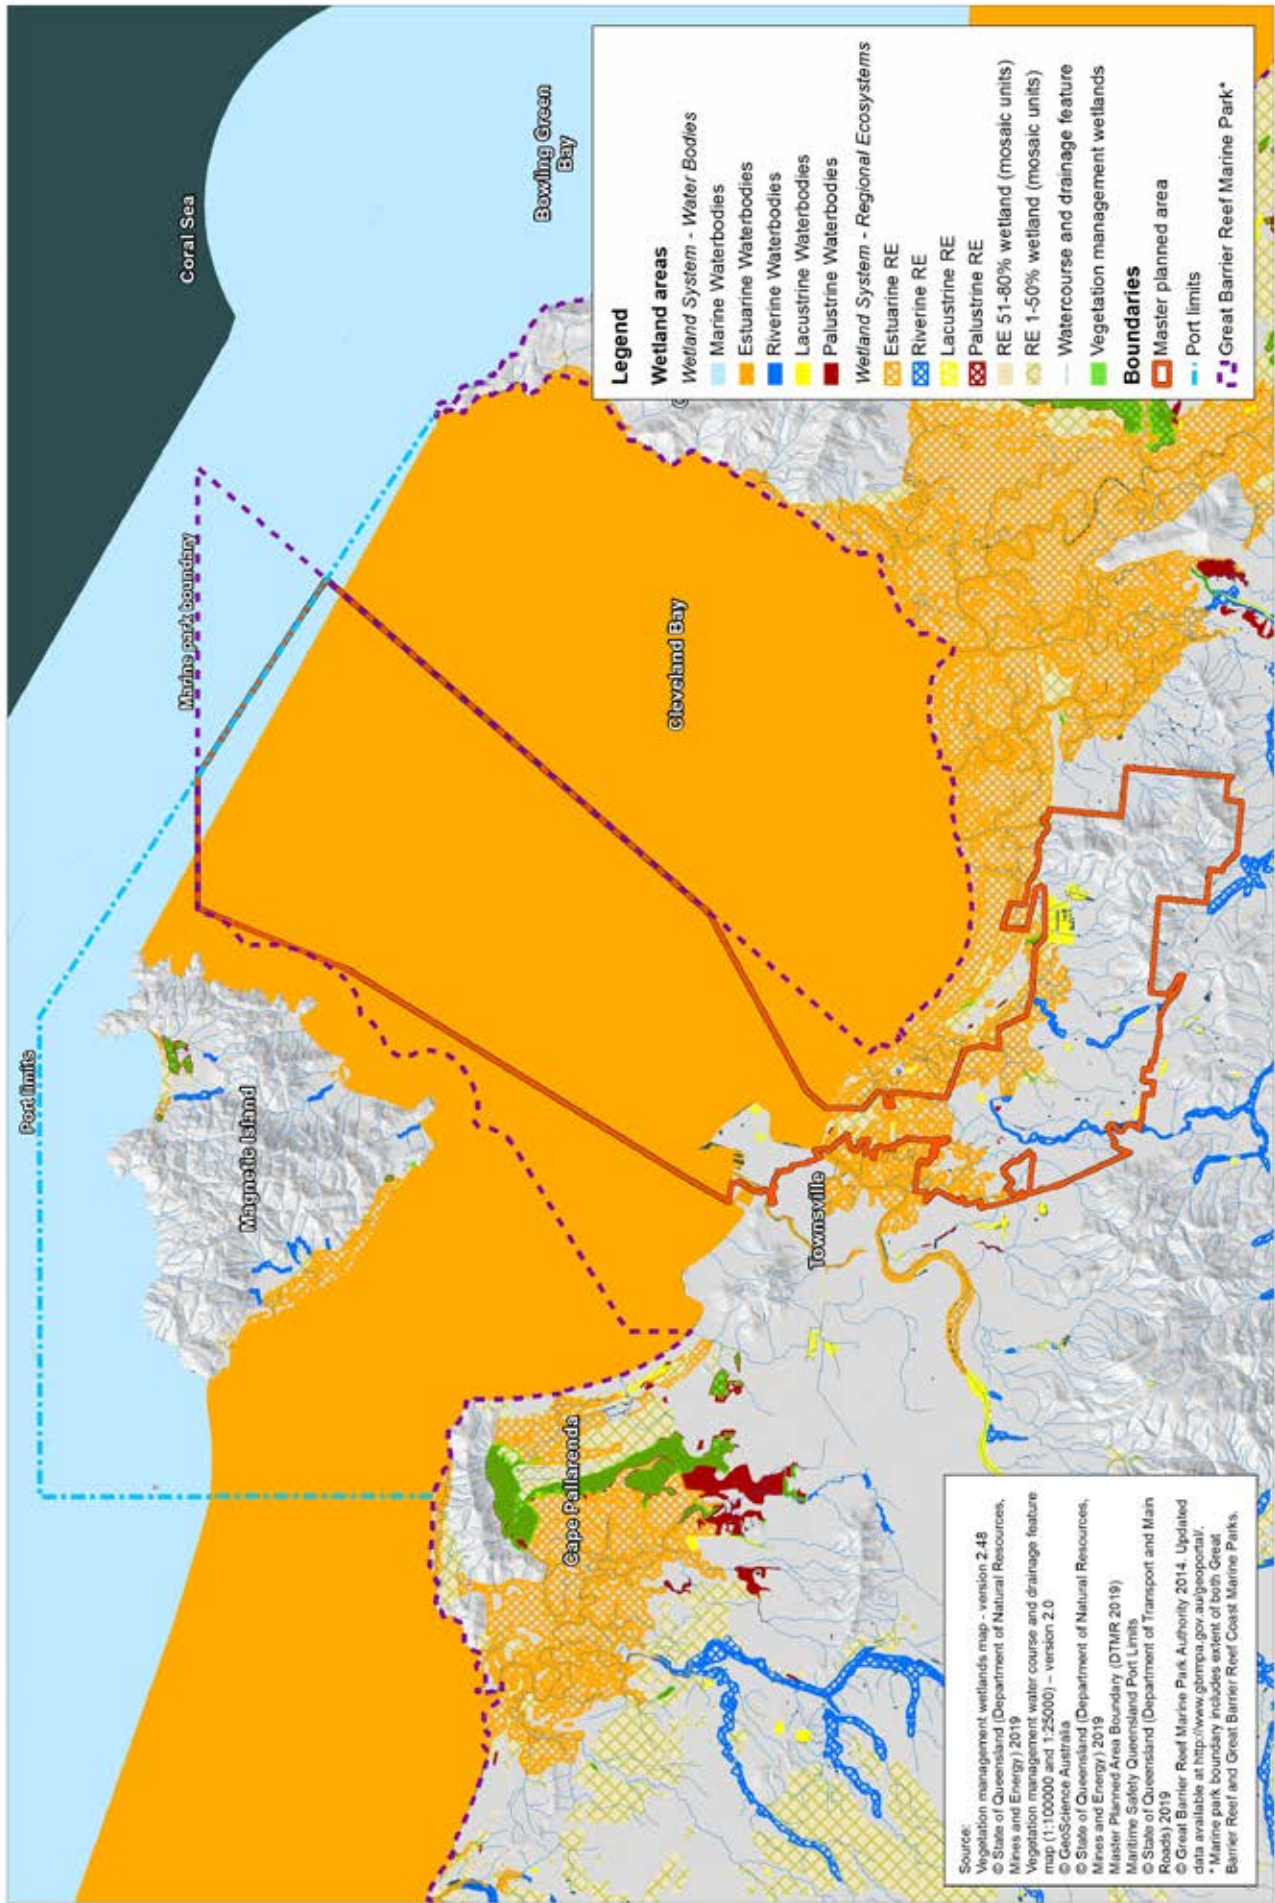 Coral Sea
Bowling Green
Bay
Marine park boundary
Port limits
Magnetic Island
Cleveland Bay
Townsville
Cape Pallarenda
Legend
Wetland areas
Wetland System - Water Bodies
Marine Waterbodies
Estuarine Waterbodies
Riverine Waterbodies
Lacustrine Waterbodies
Palustrine Waterbodies
Wetland System - Regional Ecosystems
Estuarine RE
Riverine RE
Lacustrine RE
Palustrine RE
RE 51-80% wetland (mosaic units)
RE 1-50% wetland (mosaic units)
Watercourse and drainage feature
Vegetation management wetlands
Boundaries
Master planned area
Port limits
Great Barrier Reef Marine Park*
Source:
Vegetation management wetlands map - version 2.48
© State of Queensland (Department of Natural Resources,
Mines and Energy) 2019
Vegetation management water course and drainage feature
map (1:100000 and 1:25000) – version 2.0
© GeoScience Australia
© State of Queensland (Department of Natural Resources,
Mines and Energy) 2019
Master Planned Area Boundary (DTMR 2019)
Maritime Safety Queensland Port Limits
© State of Queensland (Department of Transport and Main
Roads) 2019
© Great Barrier Reef Marine Park Authority 2014. Updated
data available at http://www.gbrmpa.gov.au/geoportal/.
* Marine park boundary includes extent of both Great
Barrier Reef and Great Barrier Reef Coast Marine Parks.